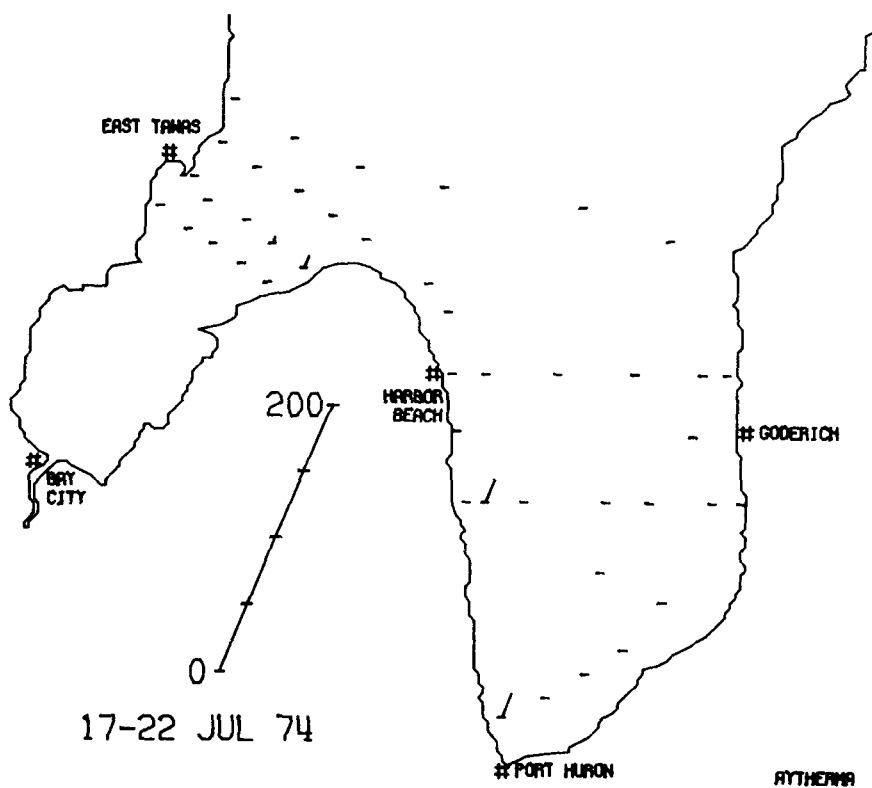 EAST TAWAS
#
200
#
HARBOR
BEACH
# GODERICH
#
BAY
CITY
0
17-22 JUL 74
# PORT HURON
AYTHERMA